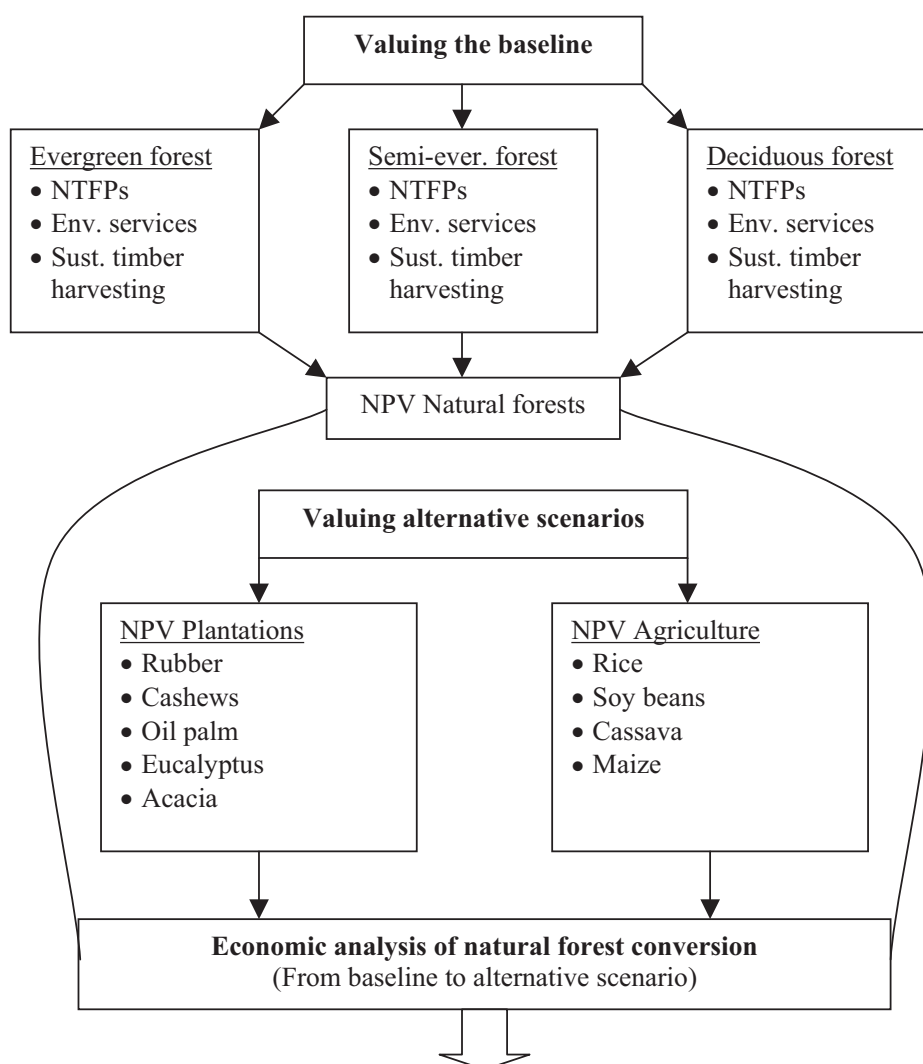 Valuing the baseline
Evergreen forest
• NTFPs
• Env. services
• Sust. timber
harvesting
Semi-ever. forest
• NTFPs
• Env. services
• Sust. timber
harvesting
Deciduous forest
• NTFPs
• Env. services
• Sust. timber
harvesting
NPV Natural forests
Valuing alternative scenarios
NPV Plantations
• Rubber
• Cashews
• Oil palm
• Eucalyptus
• Acacia
NPV Agriculture
• Rice
• Soy beans
• Cassava
• Maize
Economic analysis of natural forest conversion
(From baseline to alternative scenario)